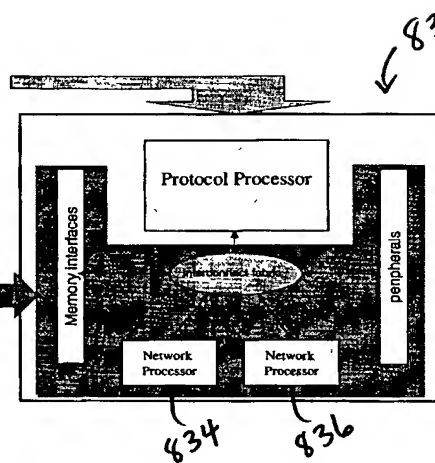 83
Protocol Processor
Memory interfaces
Interconnect fabric
peripherals
Network
Processor
Network
Processor
834
836